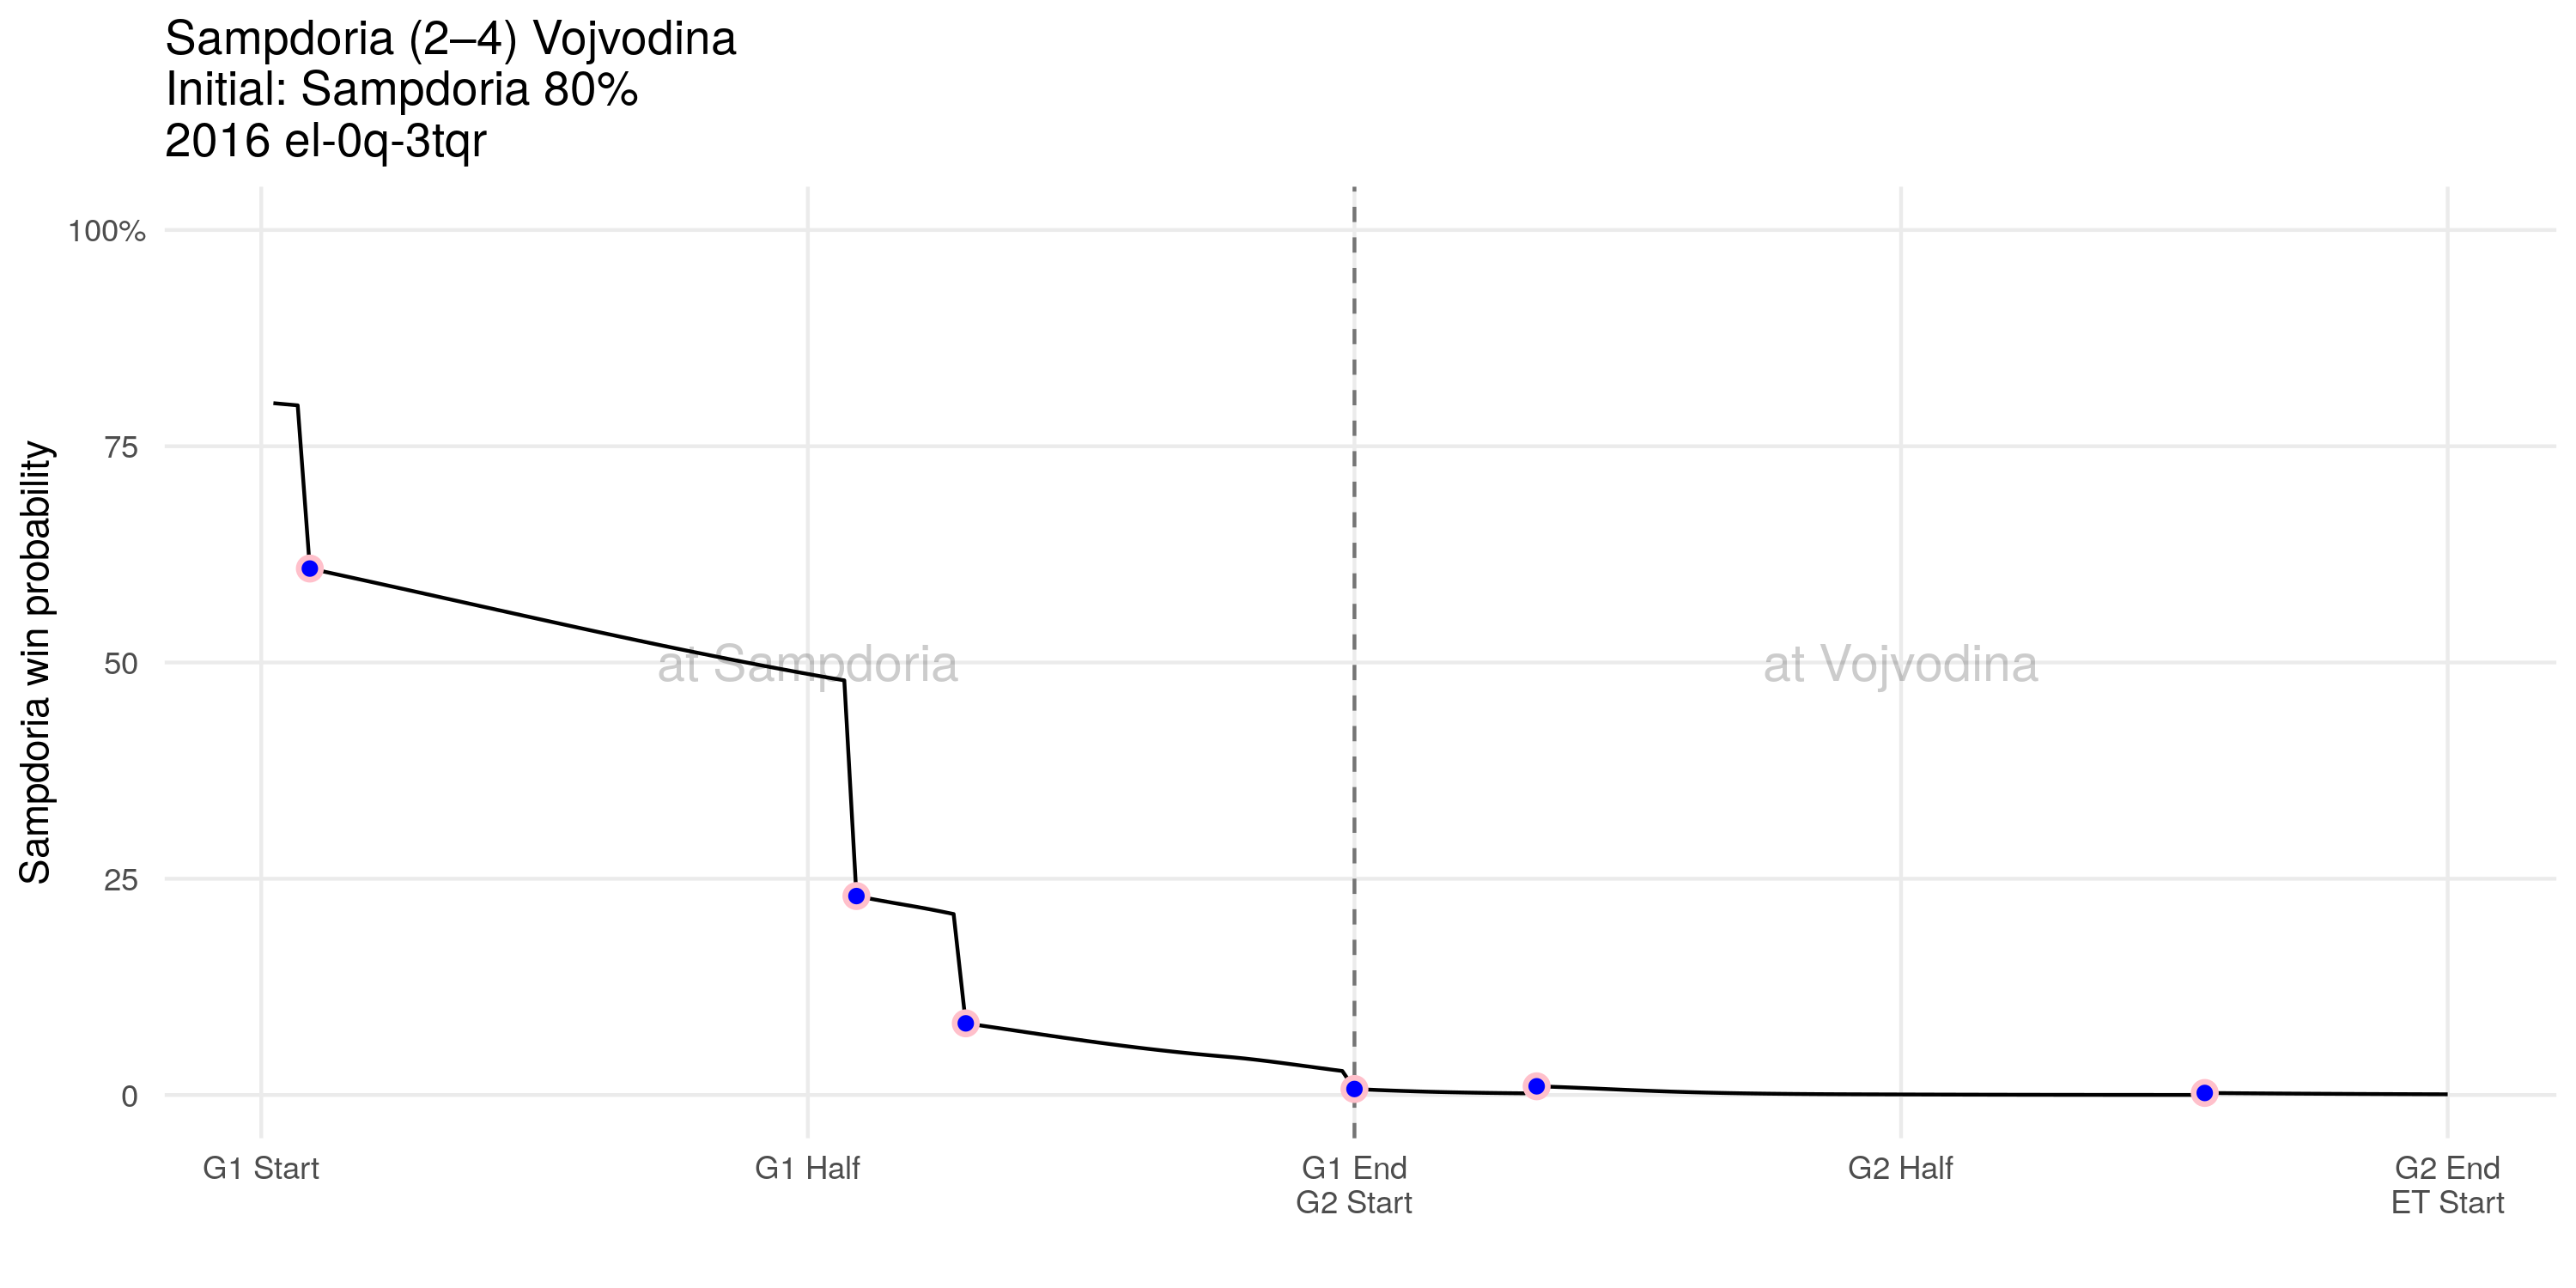 Sampdoria (2–4) Vojvodina
Initial: Sampdoria 80%
2016 el-0q-3tqr
Sampdoria win probability
100%
75
50
25
0
at Sampdoria
at Vojvodina
G1 Start
G1 Half
G1 End
G2 Start
G2 Half
G2 End
ET Start